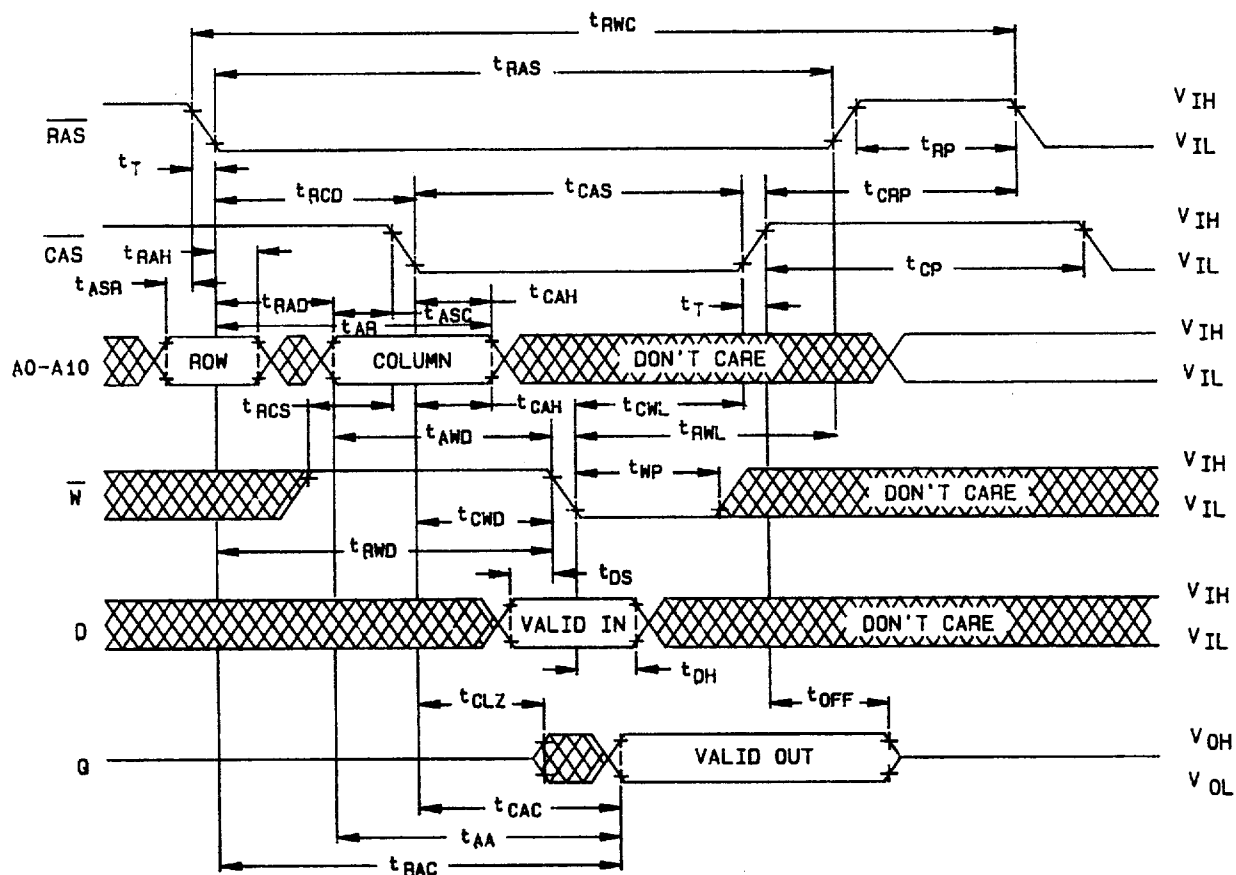 tRWC
tRAS
RAS
VIH
VIL
tT
tRP
tRCD
tCAS
tCRP
CAS
VIH
VIL
tRAH
tCP
tASR
tRAD
tASC
tCAH
tT
tAR
A0-A10
ROW
COLUMN
DON'T CARE
VIH
VIL
tRCS
tCAH
tCWL
tAWD
tRWL
W
tWP
DON'T CARE
VIH
VIL
tCWD
tRWD
tDS
D
VALID IN
DON'T CARE
VIH
VIL
tDH
tCLZ
tOFF
Q
VALID OUT
VOH
VOL
tCAC
tAA
tRAC